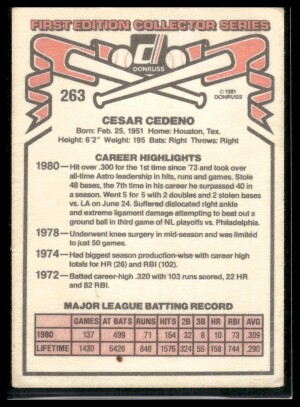 FIRST EDITION COLLECTOR SERIES
DONRUSS
263
© 1981
DONRUSS
CESAR CEDENO
Born: Feb. 25, 1951 Home: Houston, Tex.
Height: 6'2" Weight: 195 Bats: Right Throws: Right
CAREER HIGHLIGHTS
1980—Hit over .300 for the 1st time since '73 and took over
all-time Astro leadership in hits, runs and games. Stole
48 bases, the 7th time in his career he surpassed 40 in
a season. Went 5 for 5 with 2 doubles and 2 stolen bases
vs. LA on June 24. Suffered dislocated right ankle
and extreme ligament damage attempting to beat out a
ground ball in third game of NL playoffs vs. Philadelphia.
1978—Underwent knee surgery in mid-season and was limited
to just 50 games.
1974—Had biggest season production-wise with career high
totals for HR (26) and RBI (102).
1972—Batted career-high .320 with 103 runs scored, 22 HR
and 82 RBI.
MAJOR LEAGUE BATTING RECORD
GAMES AT BATS RUNS HITS 2B 3B HR RBI AVG
1980 137 499 71 154 32 8 10 73 .309
LIFETIME 1430 5426 848 1576 324 55 158 744 .290